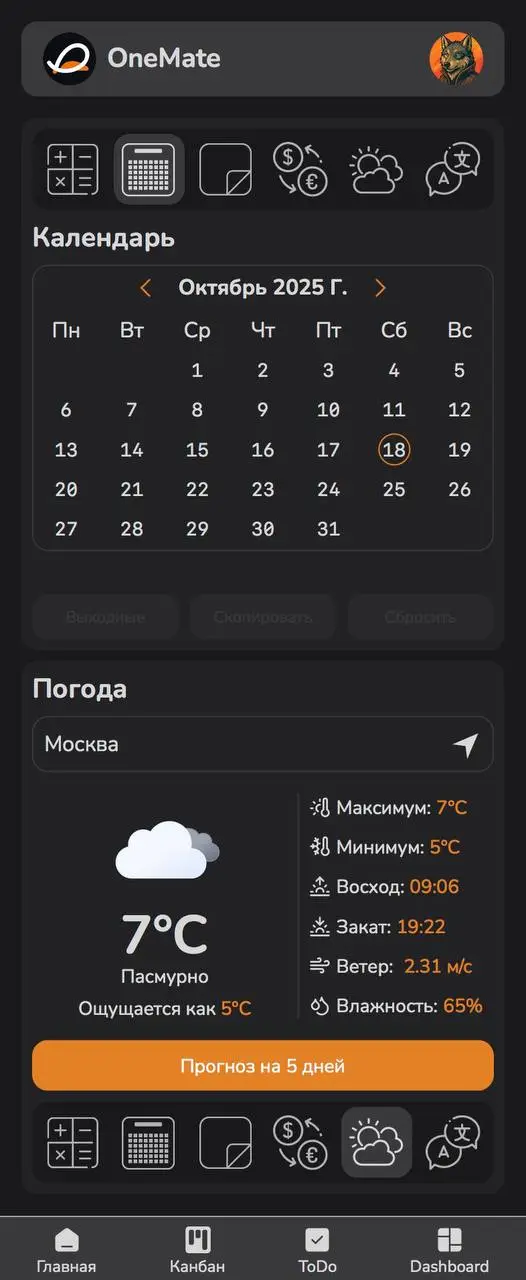 OneMate
Календарь
Октябрь 2025 Г.
Пн Вт Ср Чт Пт Сб Вс
1 2 3 4 5
6 7 8 9 10 11 12
13 14 15 16 17 18 19
20 21 22 23 24 25 26
27 28 29 30 31
Выходные Скопировать Сбросить
Погода
Москва
7°C
Пасмурно
Ощущается как 5°C
Максимум: 7°C
Минимум: 5°C
Восход: 09:06
Закат: 19:22
Ветер: 2.31 м/с
Влажность: 65%
Прогноз на 5 дней
Главная Канбан ToDo Dashboard